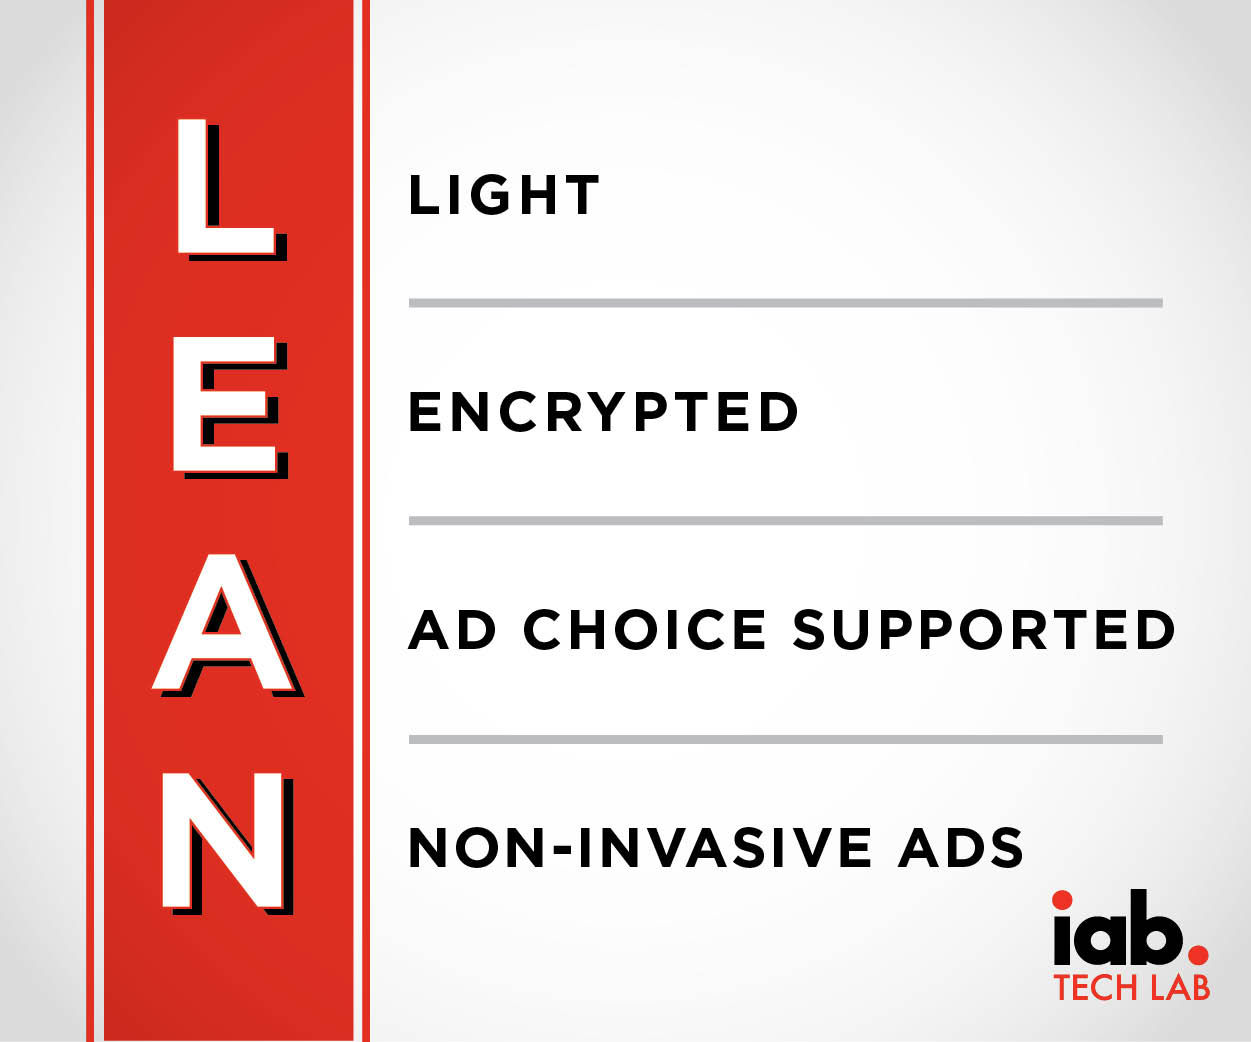 L
LIGHT
E
ENCRYPTED
A
AD CHOICE SUPPORTED
N
NON-INVASIVE ADS
iab.
TECH LAB